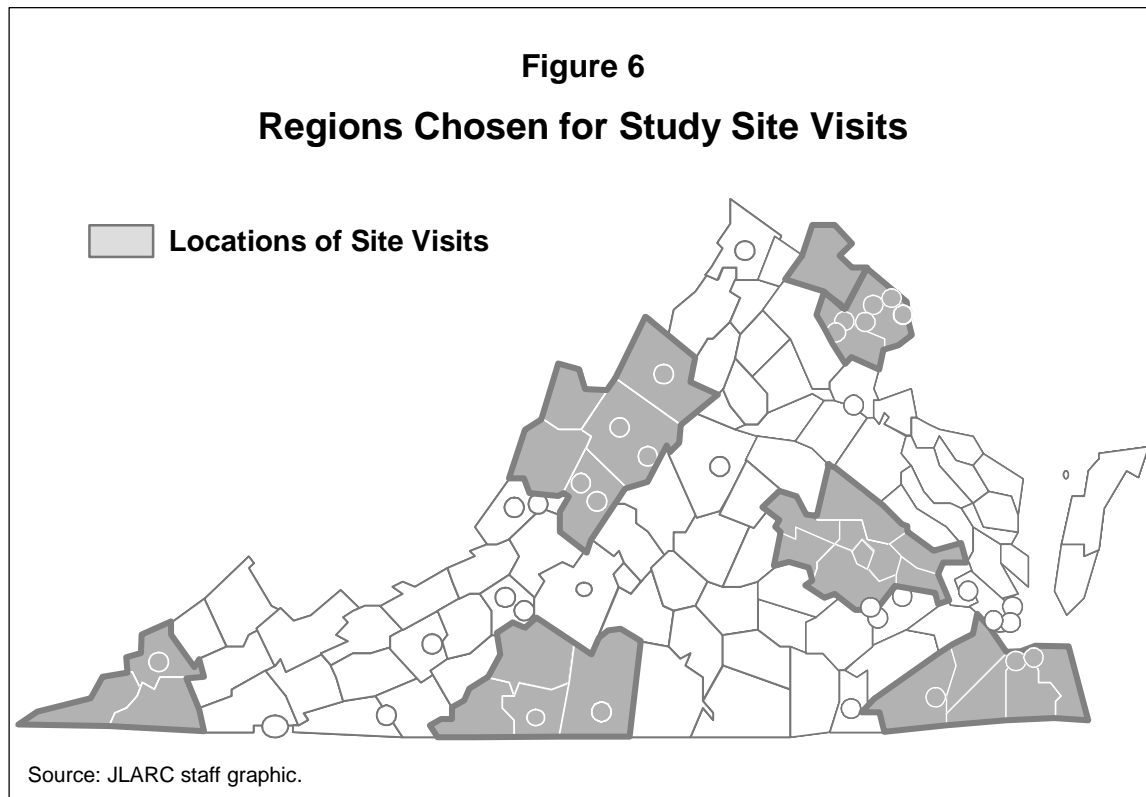 Figure 6
Regions Chosen for Study Site Visits
Locations of Site Visits
Source: JLARC staff graphic.